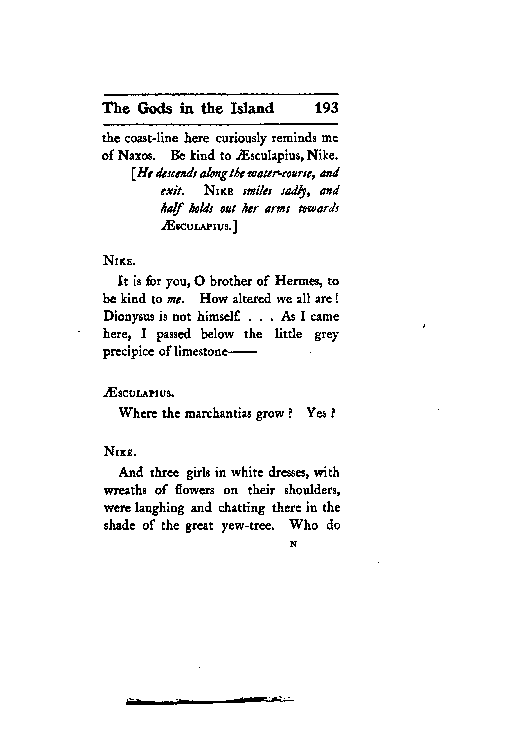 The Gods in the Island 193
the coast-line here curiously reminds me
of Naxos. Be kind to Æsculapius, Nike.
[He descends along the water-course, and
exit. NIKE smiles sadly, and
half holds out her arms towards
ÆSCULAPIUS.]
NIKE.
It is for you, O brother of Hermes, to
be kind to me. How altered we all are!
Dionysus is not himself. . . . As I came
here, I passed below the little grey
precipice of limestone——
ÆSCULAPIUS.
Where the marchantias grow? Yes?
NIKE.
And three girls in white dresses, with
wreaths of flowers on their shoulders,
were laughing and chatting there in the
shade of the great yew-tree. Who do
N